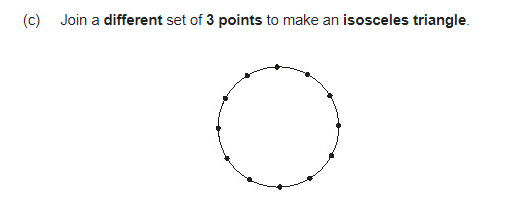 (c) Join a different set of 3 points to make an isosceles triangle.